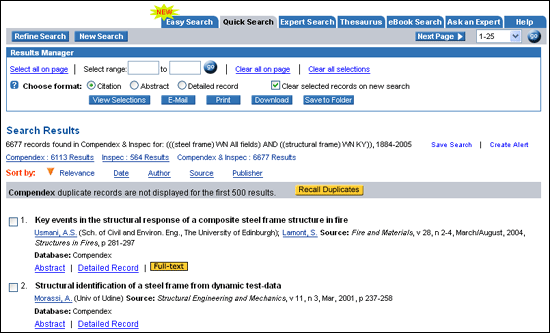 NEW
Easy Search Quick Search Expert Search Thesaurus eBook Search Ask an Expert Help
Refine Search New Search Next Page 1-25 go
Results Manager
Select all on page Select range: to go Clear all on page Clear all selections
? Choose format: Citation Abstract Detailed record Clear selected records on new search
View Selections E-Mail Print Download Save to Folder
Search Results
6677 records found in Compendex & Inspec for: (((steel frame) WN All fields) AND ((structural frame) WN KY)), 1884-2005 Save Search | Create Alert
Compendex : 6113 Results Inspec : 564 Results Compendex & Inspec : 6677 Results
Sort by: Relevance Date Author Source Publisher
Compendex duplicate records are not displayed for the first 500 results. Recall Duplicates
1. Key events in the structural response of a composite steel frame structure in fire
Usmani, A.S. (Sch. of Civil and Environ. Eng., The University of Edinburgh); Lamont, S. Source: Fire and Materials, v 28, n 2-4, March/August, 2004,
Structures in Fires, p 281-297
Database: Compendex
Abstract | Detailed Record | Full-text
2. Structural identification of a steel frame from dynamic test-data
Morassi, A. (Univ of Udine) Source: Structural Engineering and Mechanics, v 11, n 3, Mar, 2001, p 237-258
Database: Compendex
Abstract | Detailed Record